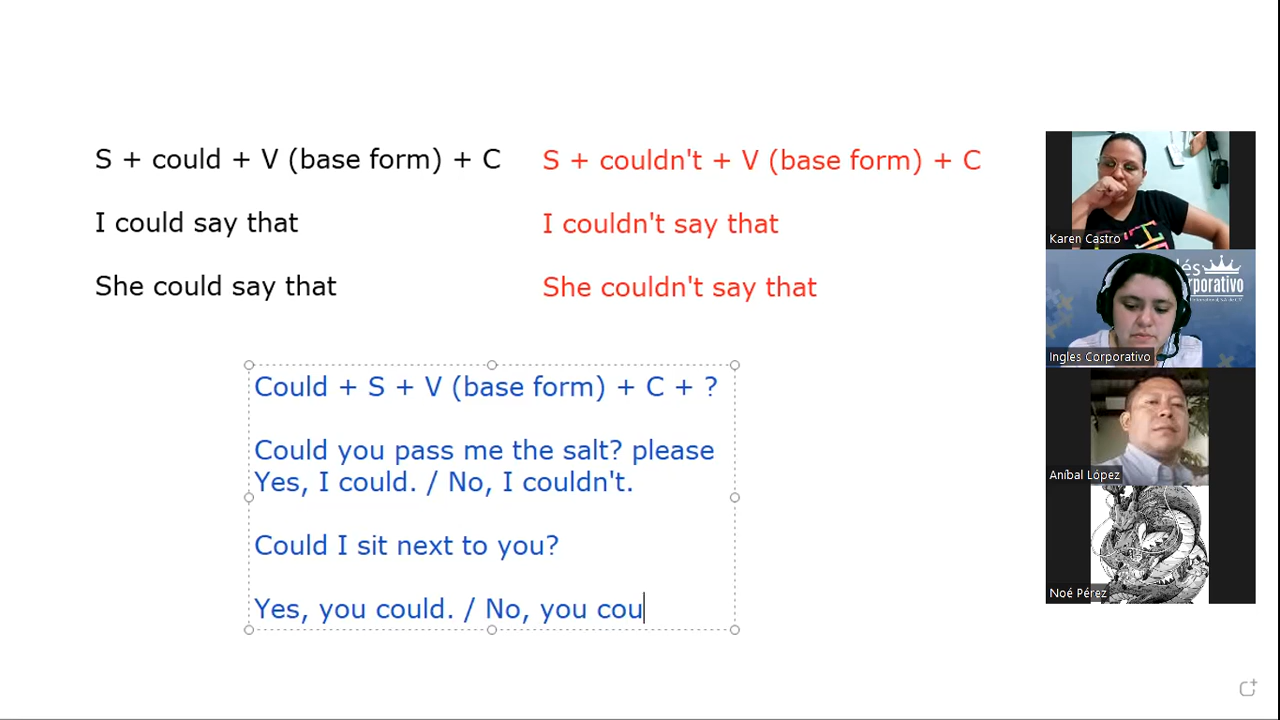 S + could + V (base form) + C
S + couldn't + V (base form) + C
I could say that
I couldn't say that
She could say that
She couldn't say that
Could + S + V (base form) + C + ?
Could you pass me the salt? please
Yes, I could. / No, I couldn't.
Could I sit next to you?
Yes, you could. / No, you cou
Karen Castro
Ingles Corporativo
Aníbal López
Noé Pérez